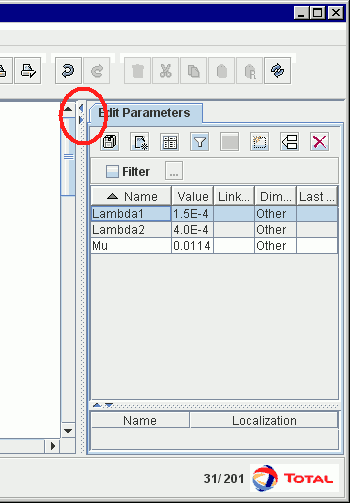 Edit Parameters
Filter ...
Name Value Link... Dim... Last ...
Lambda1 1.5E-4 Other
Lambda2 4.0E-4 Other
Mu 0.0114 Other
Name Localization
31/201 TOTAL